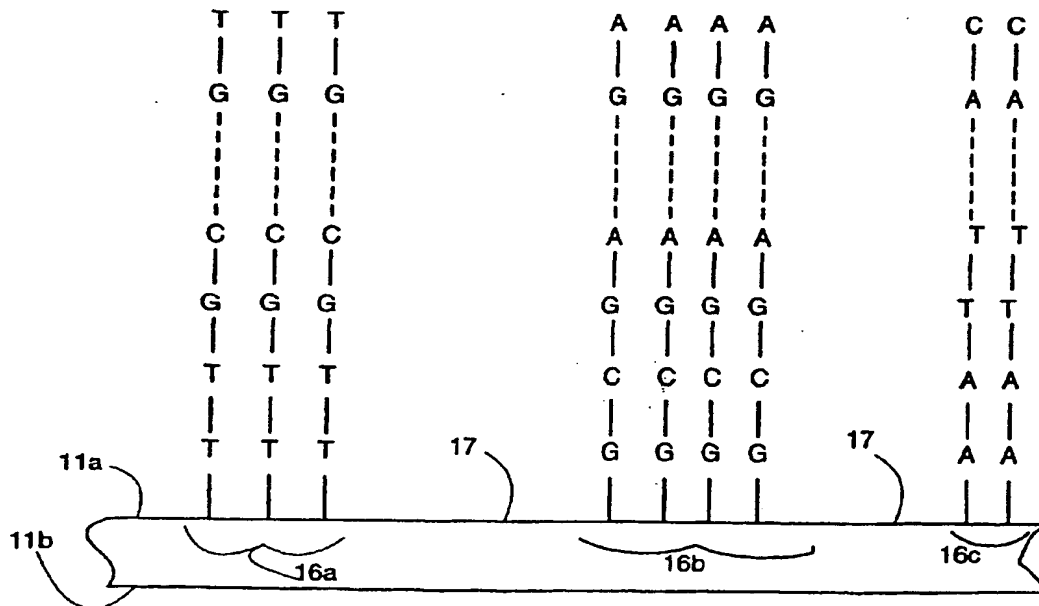 T T T A A A A C C
G G G G G G G A A
C C C A A A A T T
G G G G G G G T T
T T T C C C C A A
T T T G G G G A A
11a 17 17
11b 16a 16b 16c